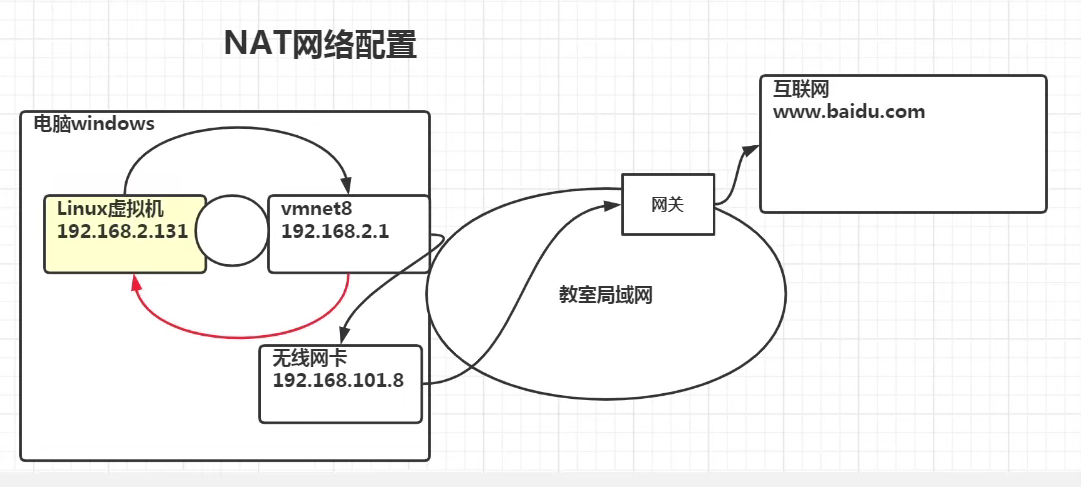 NAT网络配置
电脑windows
Linux虚拟机
192.168.2.131
vmnet8
192.168.2.1
无线网卡
192.168.101.8
教室局域网
网关
互联网
www.baidu.com